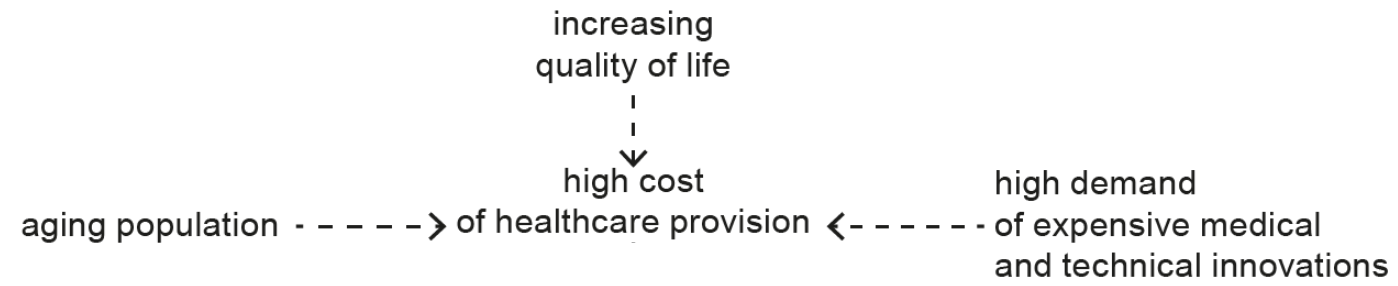 increasing
quality of life
high cost
of healthcare provision
aging population
high demand
of expensive medical
and technical innovations